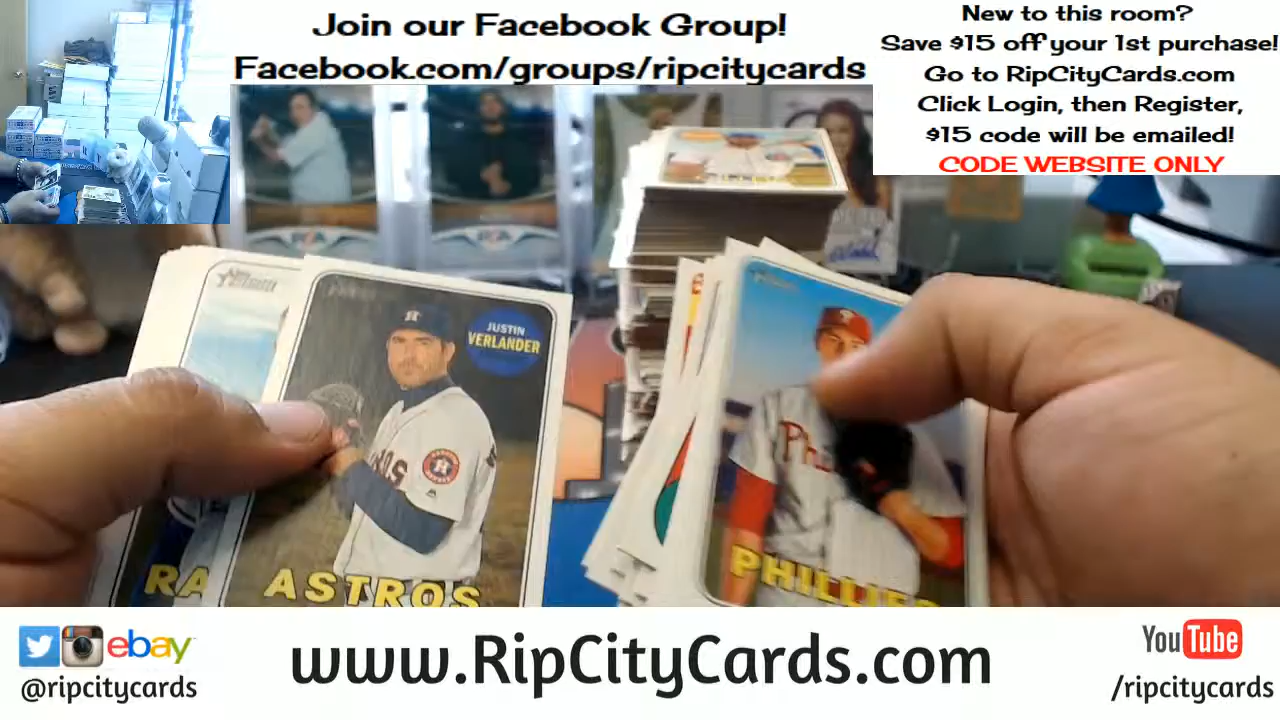 Join our Facebook Group!
Facebook.com/groups/ripcitycards
New to this room?
Save $15 off your 1st purchase!
Go to RipCityCards.com
Click Login, then Register,
$15 code will be emailed!
CODE WEBSITE ONLY
JUSTIN
VERLANDER
RA
ASTROS
PHILLIES
ebay
@ripcitycards
www.RipCityCards.com
YouTube
/ripcitycards